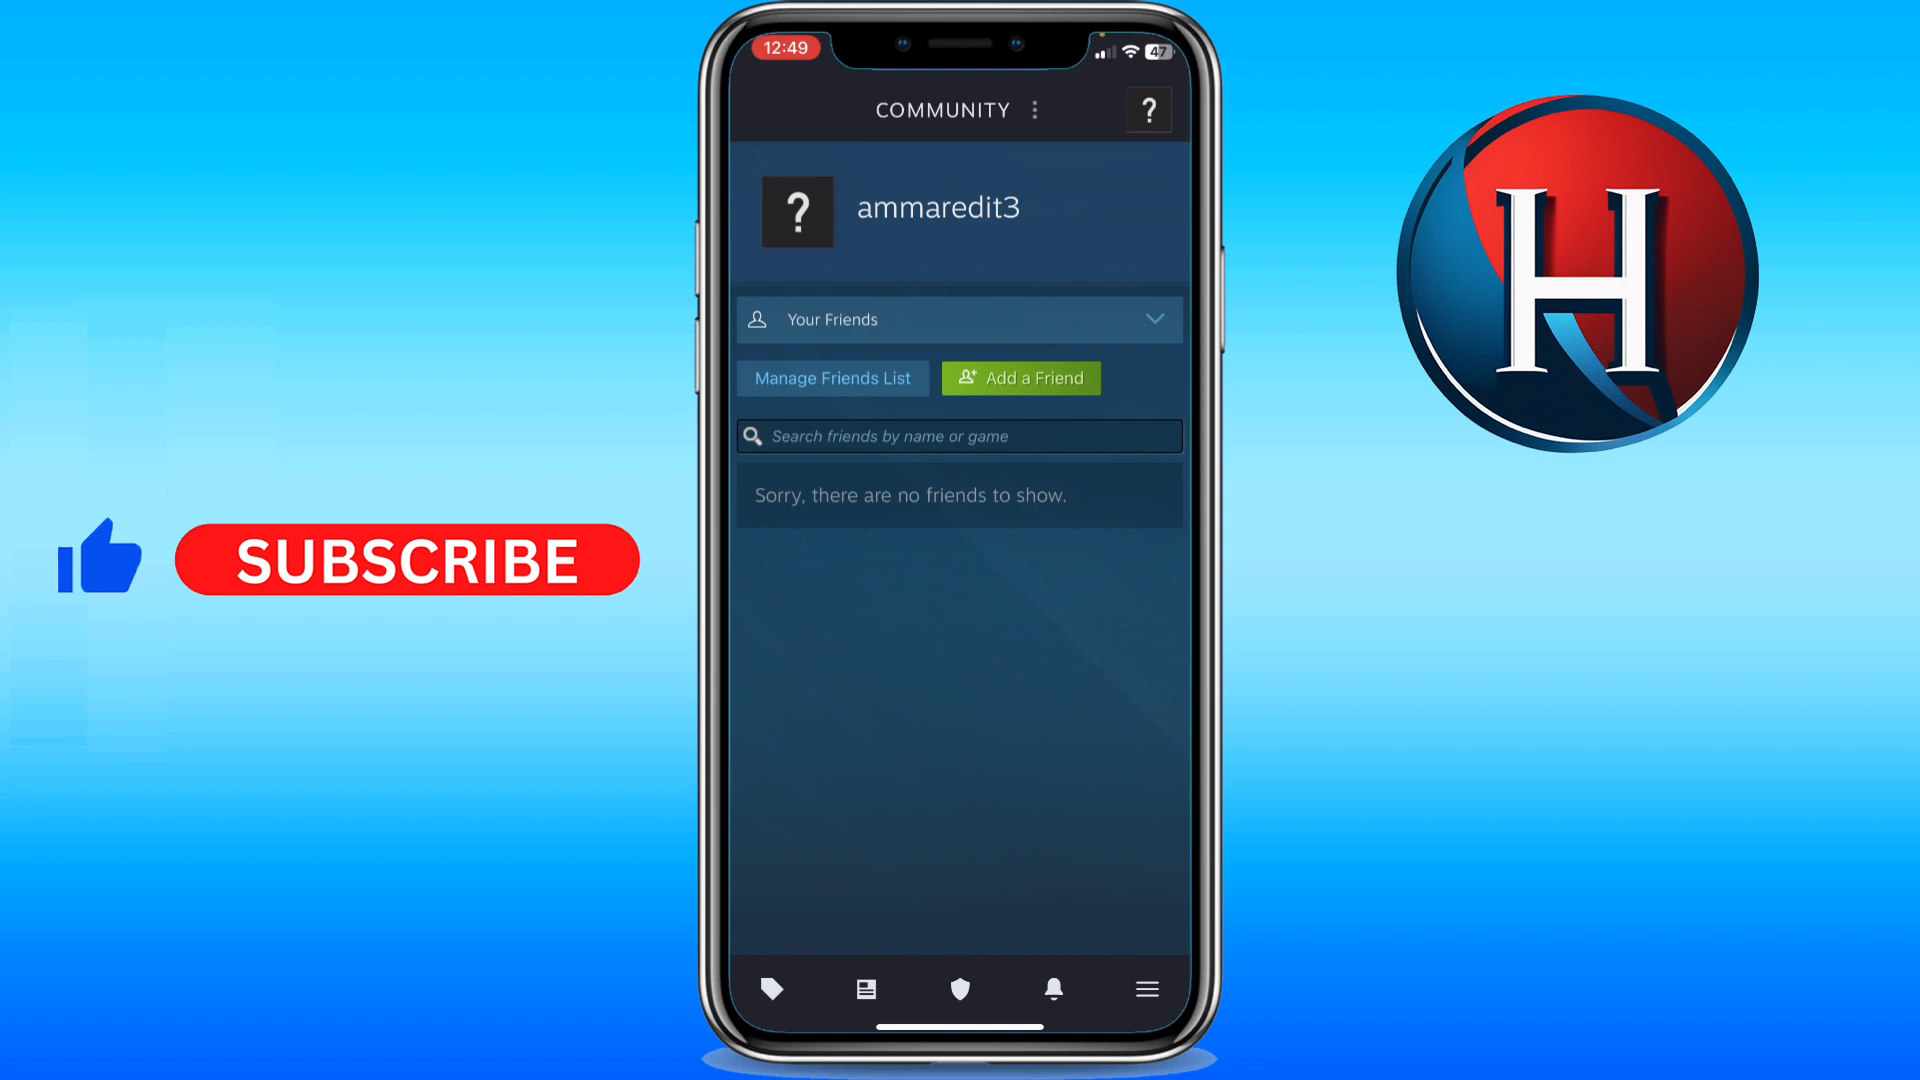 12:49
47
COMMUNITY
?
?
ammaredit3
Your Friends
Manage Friends List
Add a Friend
Search friends by name or game
Sorry, there are no friends to show.
SUBSCRIBE
H